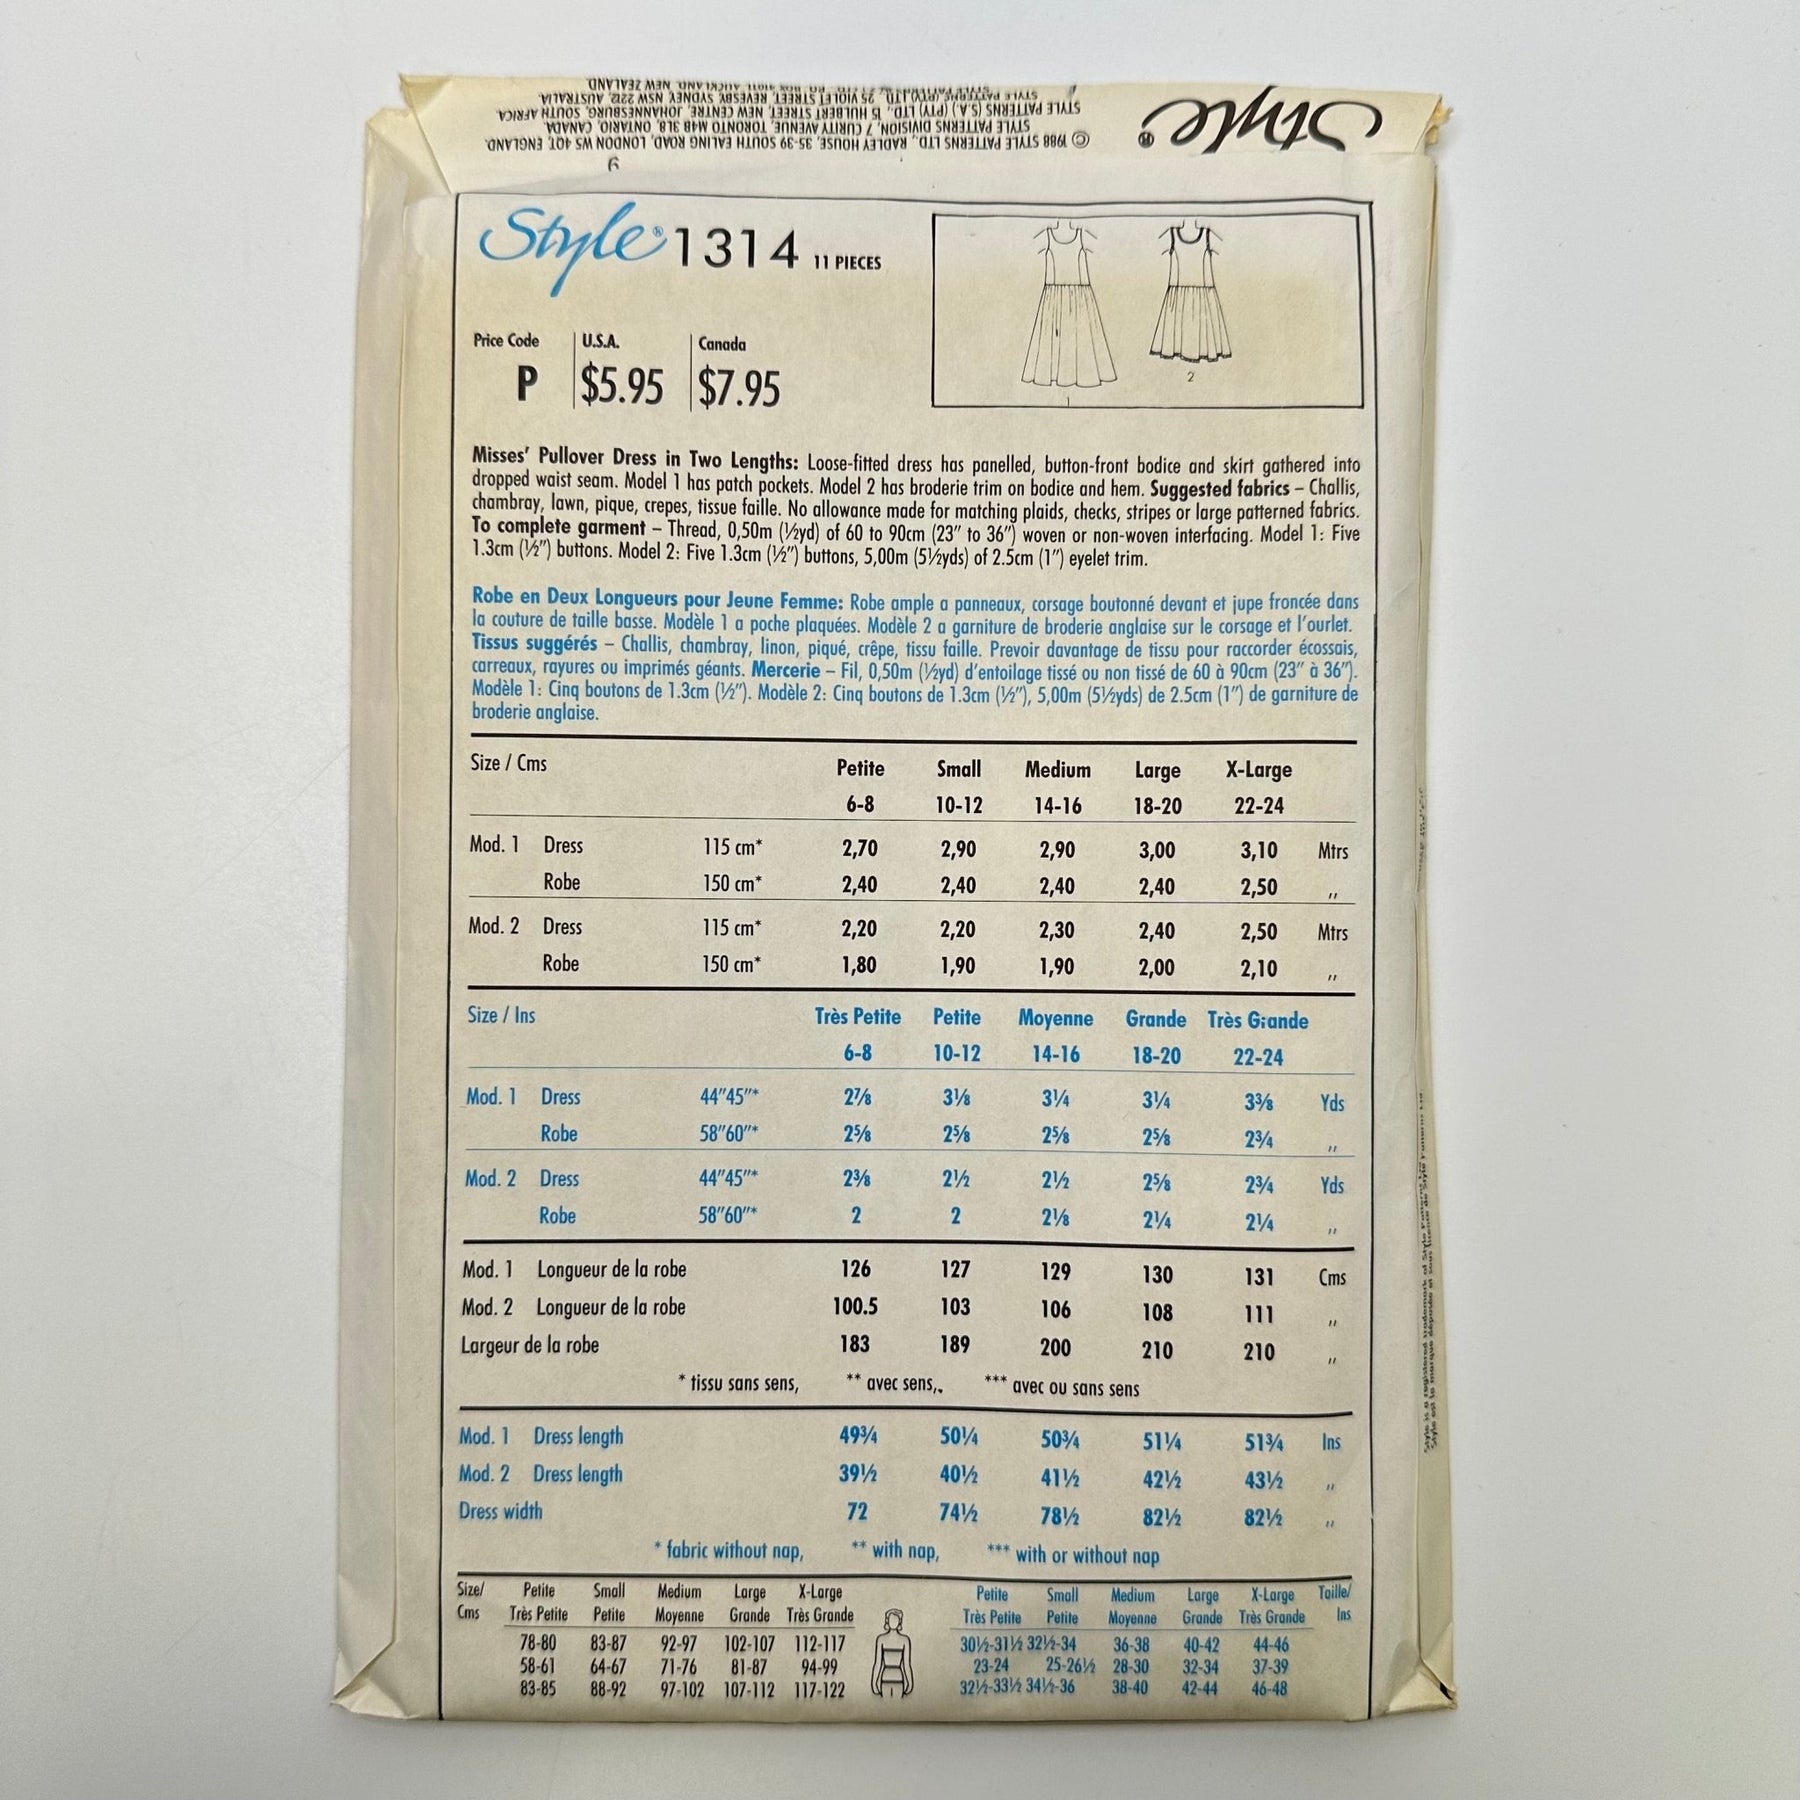 Style®
© 1988 STYLE PATTERNS LTD., RADLEY HOUSE, 35-39 SOUTH EALING ROAD, LONDON W5 4QT, ENGLAND.
STYLE PATTERNS DIVISION, 7 CURITY AVENUE, TORONTO M4B 3L8, ONTARIO, CANADA
STYLE PATTERNS (S.A.) (PTY) LTD., 15 HULBERT STREET, NEW CENTRE, JOHANNESBURG, SOUTH AFRICA
STYLE PATTERNS (PTY) LTD., 25 VIOLET STREET, REVESBY, SYDNEY, NSW 2212, AUSTRALIA
AUCKLAND, NEW ZEALAND
Style® 1314 11 PIECES
1
2
Price Code U.S.A. Canada
P $5.95 $7.95
Misses' Pullover Dress in Two Lengths: Loose-fitted dress has panelled, button-front bodice and skirt gathered into
dropped waist seam. Model 1 has patch pockets. Model 2 has broderie trim on bodice and hem. Suggested fabrics – Challis,
chambray, lawn, pique, crepes, tissue faille. No allowance made for matching plaids, checks, stripes or large patterned fabrics.
To complete garment – Thread, 0,50m (½yd) of 60 to 90cm (23" to 36") woven or non-woven interfacing. Model 1: Five
1.3cm (½") buttons. Model 2: Five 1.3cm (½") buttons, 5,00m (5½yds) of 2.5cm (1") eyelet trim.
Robe en Deux Longueurs pour Jeune Femme: Robe ample a panneaux, corsage boutonné devant et jupe froncée dans
la couture de taille basse. Modèle 1 a poche plaquées. Modèle 2 a garniture de broderie anglaise sur le corsage et l'ourlet.
Tissus suggérés – Challis, chambray, linon, piqué, crêpe, tissu faille. Prevoir davantage de tissu pour raccorder écossais,
carreaux, rayures ou imprimés géants. Mercerie – Fil, 0,50m (½yd) d'entoilage tissé ou non tissé de 60 à 90cm (23" à 36").
Modèle 1: Cinq boutons de 1.3cm (½"). Modèle 2: Cinq boutons de 1.3cm (½"), 5,00m (5½yds) de 2.5cm (1") de garniture de
broderie anglaise.
Size / Cms Petite Small Medium Large X-Large
6-8 10-12 14-16 18-20 22-24
Mod. 1 Dress 115 cm* 2,70 2,90 2,90 3,00 3,10 Mtrs
Robe 150 cm* 2,40 2,40 2,40 2,40 2,50 "
Mod. 2 Dress 115 cm* 2,20 2,20 2,30 2,40 2,50 Mtrs
Robe 150 cm* 1,80 1,90 1,90 2,00 2,10 "
Size / Ins Très Petite Petite Moyenne Grande Très Grande
6-8 10-12 14-16 18-20 22-24
Mod. 1 Dress 44"45"* 2⅞ 3⅛ 3¼ 3¼ 3⅜ Yds
Robe 58"60"* 2⅝ 2⅝ 2⅝ 2⅝ 2¾ "
Mod. 2 Dress 44"45"* 2⅜ 2½ 2½ 2⅝ 2¾ Yds
Robe 58"60"* 2 2 2⅛ 2¼ 2¼ "
Mod. 1 Longueur de la robe 126 127 129 130 131 Cms
Mod. 2 Longueur de la robe 100.5 103 106 108 111 "
Largeur de la robe 183 189 200 210 210 "
* tissu sans sens, ** avec sens,. *** avec ou sans sens
Mod. 1 Dress length 49¾ 50¼ 50¾ 51¼ 51¾ Ins
Mod. 2 Dress length 39½ 40½ 41½ 42½ 43½ "
Dress width 72 74½ 78½ 82½ 82½ "
* fabric without nap, ** with nap, *** with or without nap
Size/ Petite Small Medium Large X-Large
Cms Très Petite Petite Moyenne Grande Très Grande
78-80 83-87 92-97 102-107 112-117
58-61 64-67 71-76 81-87 94-99
83-85 88-92 97-102 107-112 117-122
Petite Small Medium Large X-Large Taille/
Très Petite Petite Moyenne Grande Très Grande Ins
30½-31½ 32½-34 36-38 40-42 44-46
23-24 25-26½ 28-30 32-34 37-39
32½-33½ 34½-36 38-40 42-44 46-48
Style is a registered trademark of Style Patterns Ltd